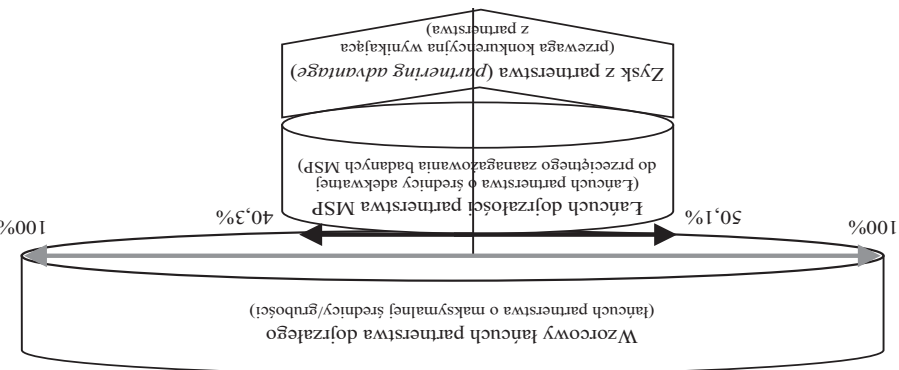 Wzorcowy łańcuch partnerstwa dojrzałego
(łańcuch partnerstwa o maksymalnej średnicy/grubości)
100% 50,1% 40,3% 100%
Łańcuch dojrzałości partnerstwa MSP
(Łańcuch partnerstwa o średnicy adekwatnej
do przeciętnego zaanagażowania badanych MSP)
Zysk z partnerstwa (partnering advantage)
(przewaga konkurencyjna wynikająca
z partnerstwa)